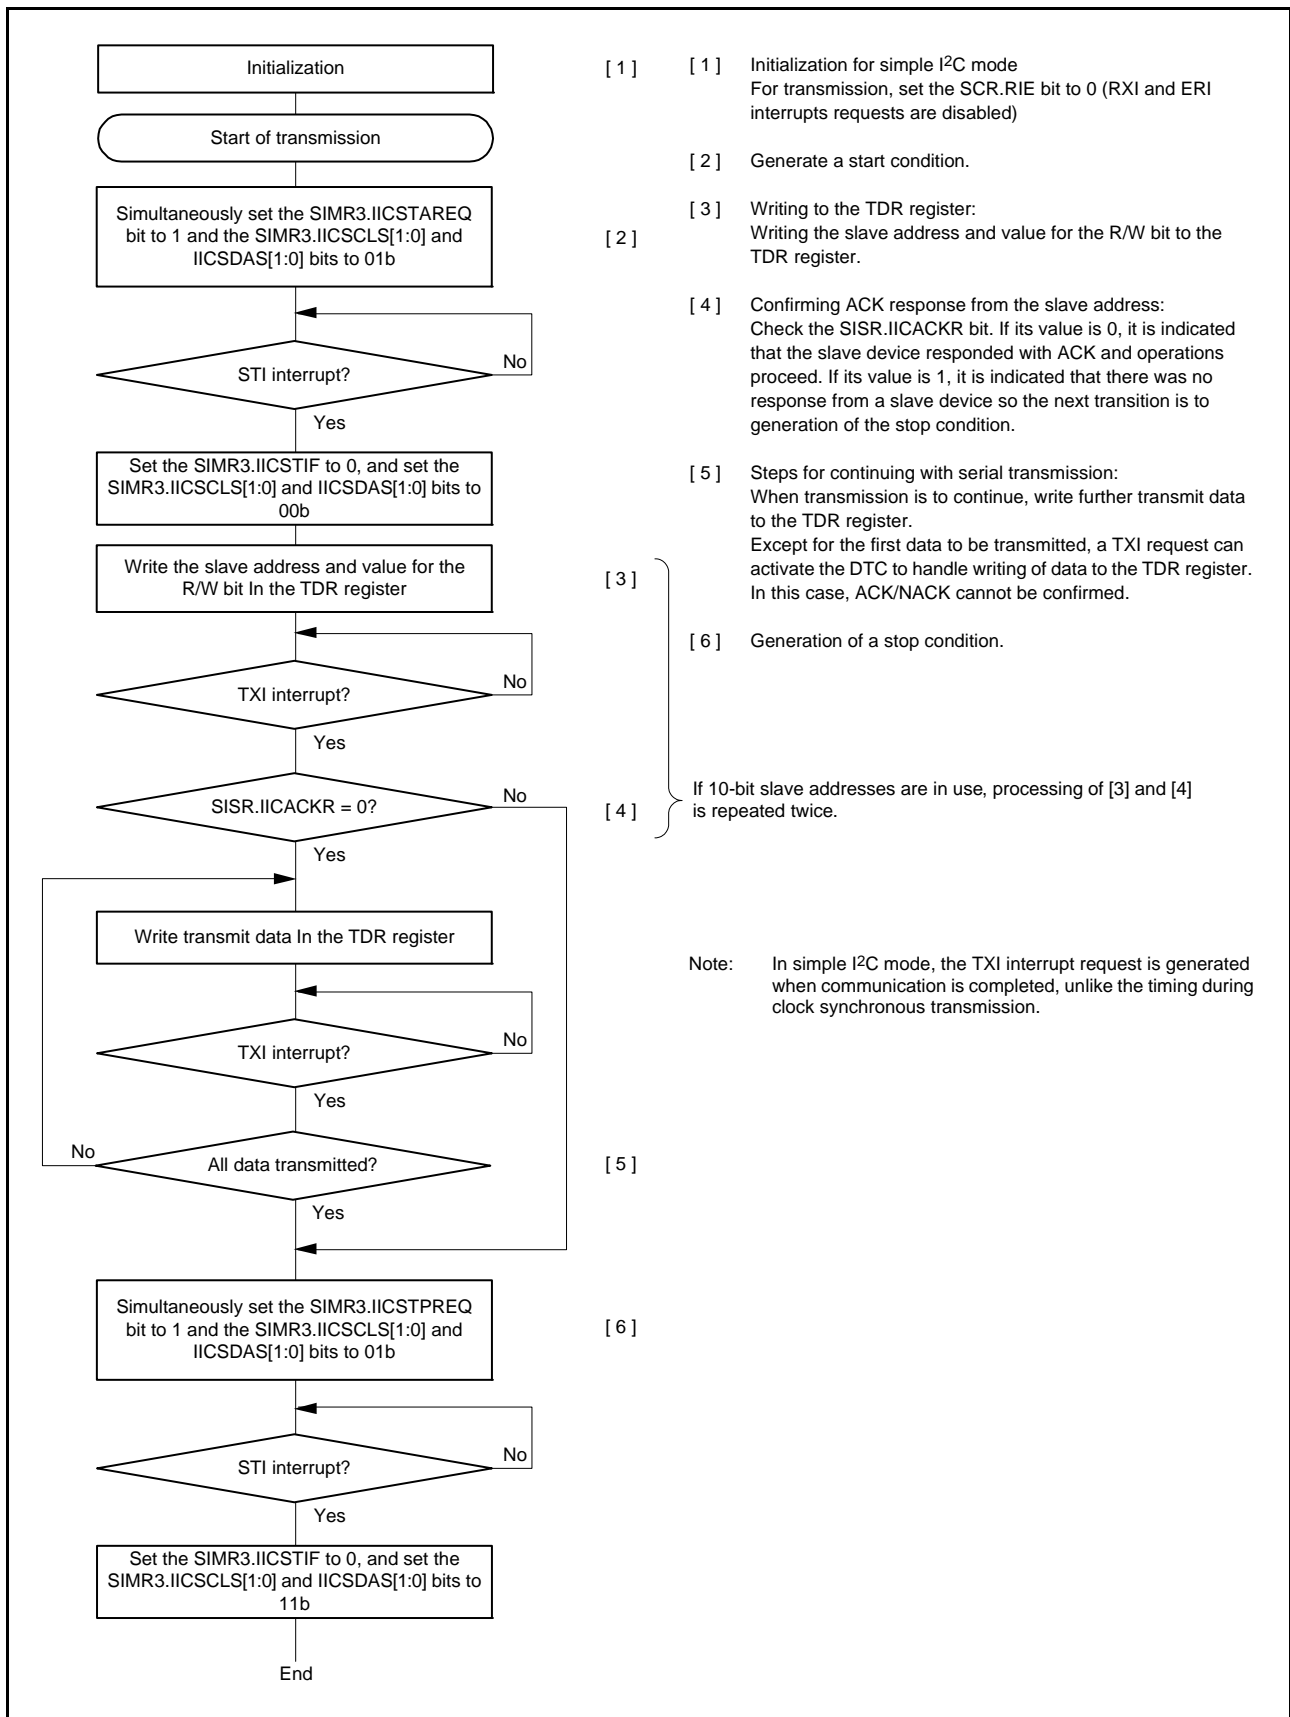 Initialization
[ 1 ]
Start of transmission
Simultaneously set the SIMR3.IICSTAREQ
bit to 1 and the SIMR3.IICSCLS[1:0] and
IICSDAS[1:0] bits to 01b
[ 2 ]
No
STI interrupt?
Yes
Set the SIMR3.IICSTIF to 0, and set the
SIMR3.IICSCLS[1:0] and IICSDAS[1:0] bits to
00b
Write the slave address and value for the
R/W bit In the TDR register
[ 3 ]
No
TXI interrupt?
Yes
No
SISR.IICACKR = 0?
[ 4 ]
Yes
Write transmit data In the TDR register
No
TXI interrupt?
Yes
No
All data transmitted?
[ 5 ]
Yes
Simultaneously set the SIMR3.IICSTPREQ
bit to 1 and the SIMR3.IICSCLS[1:0] and
IICSDAS[1:0] bits to 01b
[ 6 ]
No
STI interrupt?
Yes
Set the SIMR3.IICSTIF to 0, and set the
SIMR3.IICSCLS[1:0] and IICSDAS[1:0] bits to
11b
End
[ 1 ] Initialization for simple I2C mode
For transmission, set the SCR.RIE bit to 0 (RXI and ERI
interrupts requests are disabled)
[ 2 ] Generate a start condition.
[ 3 ] Writing to the TDR register:
Writing the slave address and value for the R/W bit to the
TDR register.
[ 4 ] Confirming ACK response from the slave address:
Check the SISR.IICACKR bit. If its value is 0, it is indicated
that the slave device responded with ACK and operations
proceed. If its value is 1, it is indicated that there was no
response from a slave device so the next transition is to
generation of the stop condition.
[ 5 ] Steps for continuing with serial transmission:
When transmission is to continue, write further transmit data
to the TDR register.
Except for the first data to be transmitted, a TXI request can
activate the DTC to handle writing of data to the TDR register.
In this case, ACK/NACK cannot be confirmed.
[ 6 ] Generation of a stop condition.
If 10-bit slave addresses are in use, processing of [3] and [4]
is repeated twice.
Note: In simple I2C mode, the TXI interrupt request is generated
when communication is completed, unlike the timing during
clock synchronous transmission.